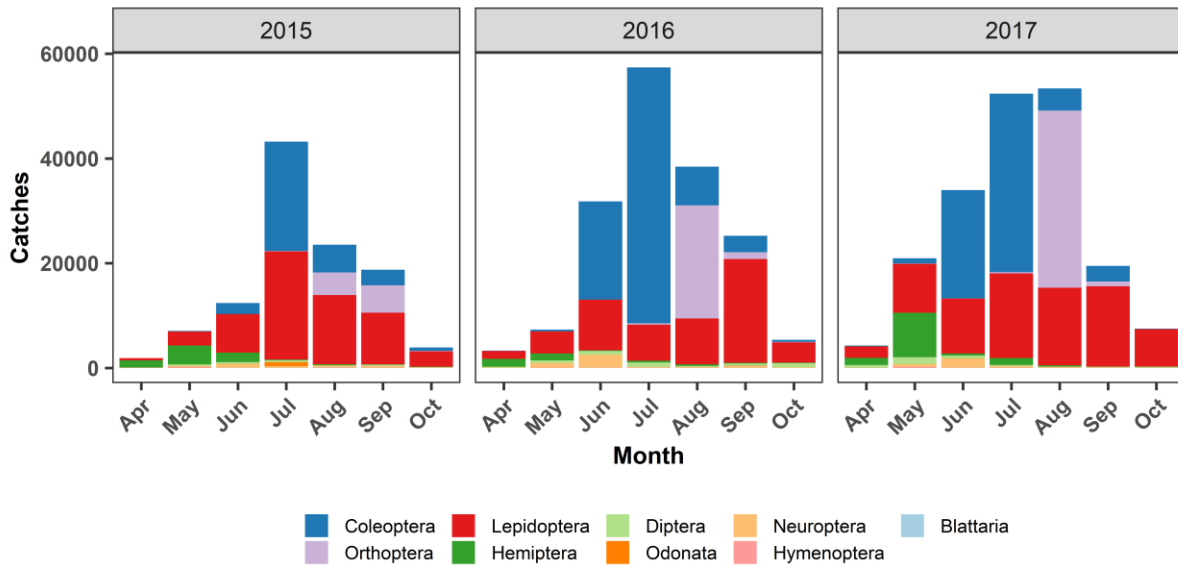 2015 2016 2017
60000
40000
20000
0
Catches
Apr May Jun Jul Aug Sep Oct Apr May Jun Jul Aug Sep Oct Apr May Jun Jul Aug Sep Oct
Month
Coleoptera Lepidoptera Diptera Neuroptera Blattaria
Orthoptera Hemiptera Odonata Hymenoptera